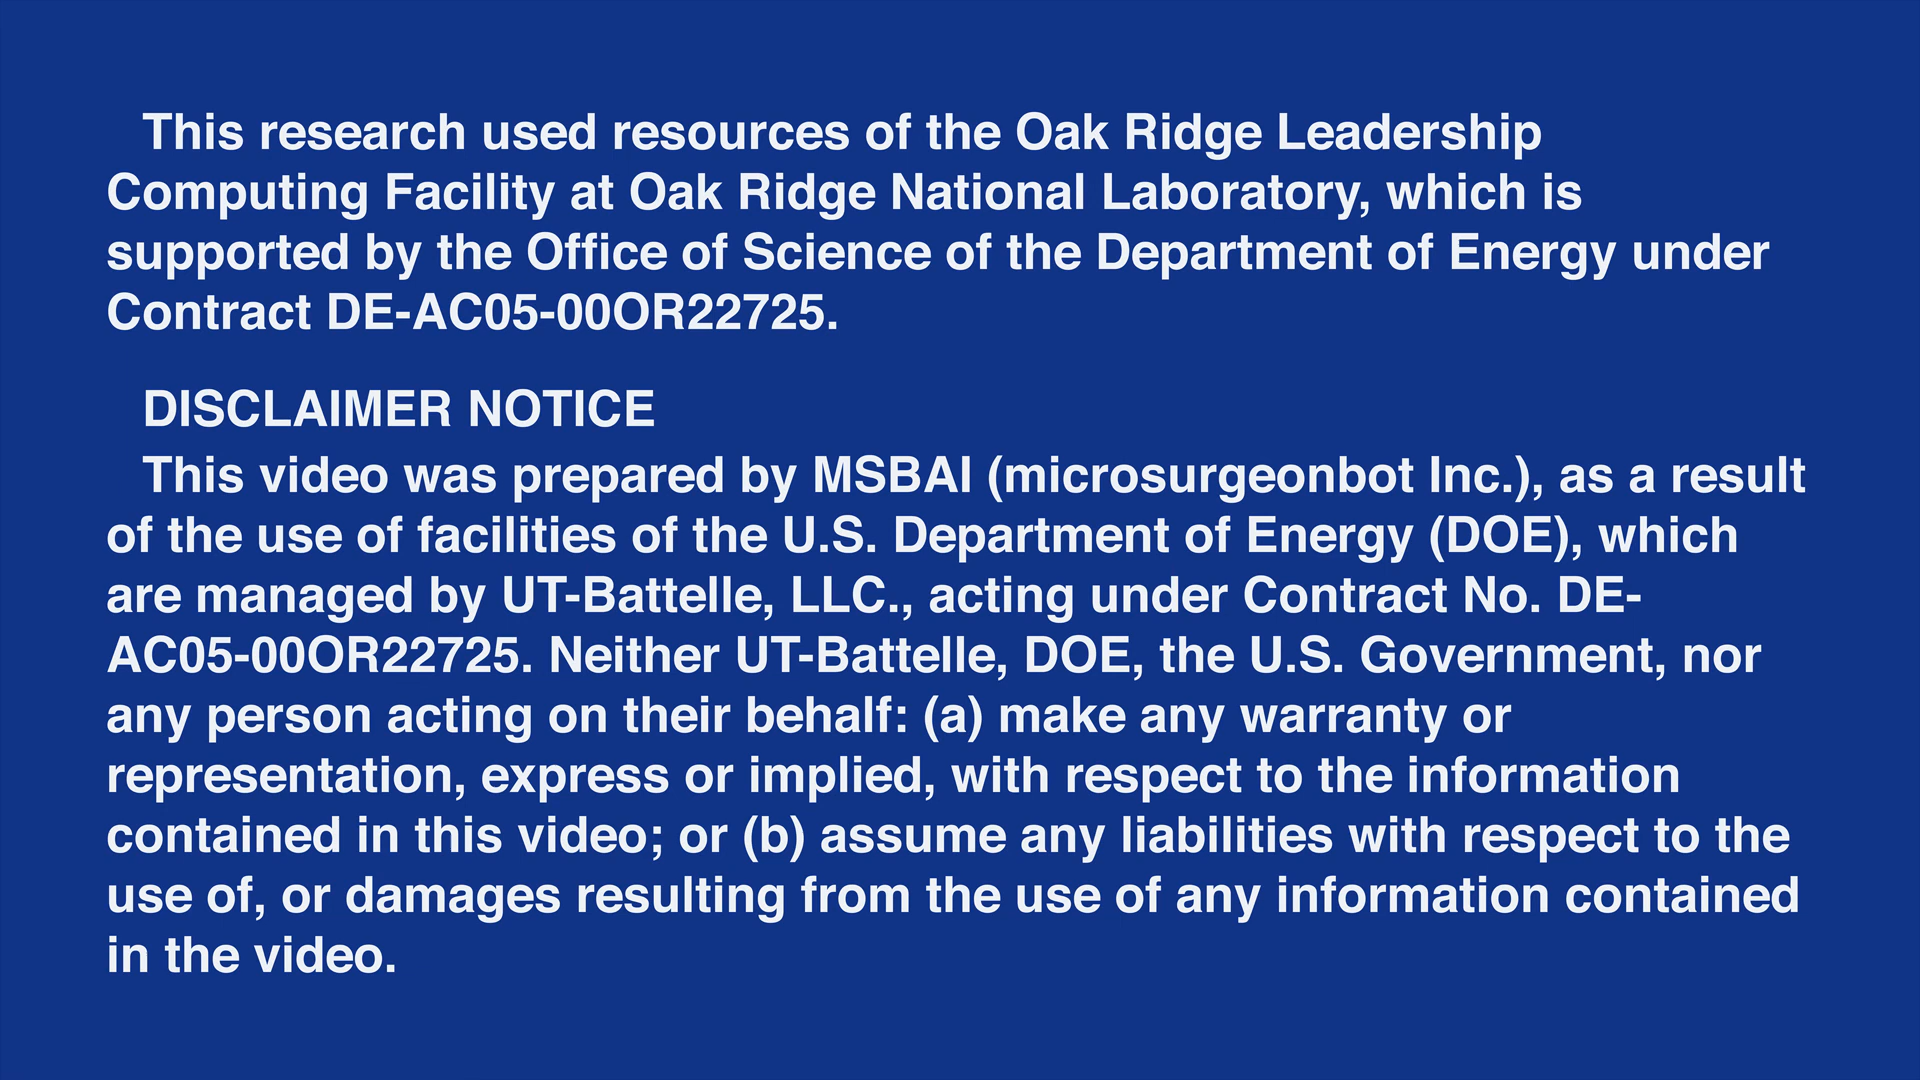 This research used resources of the Oak Ridge Leadership
Computing Facility at Oak Ridge National Laboratory, which is
supported by the Office of Science of the Department of Energy under
Contract DE-AC05-00OR22725.
DISCLAIMER NOTICE
This video was prepared by MSBAI (microsurgeonbot Inc.), as a result
of the use of facilities of the U.S. Department of Energy (DOE), which
are managed by UT-Battelle, LLC., acting under Contract No. DE-
AC05-00OR22725. Neither UT-Battelle, DOE, the U.S. Government, nor
any person acting on their behalf: (a) make any warranty or
representation, express or implied, with respect to the information
contained in this video; or (b) assume any liabilities with respect to the
use of, or damages resulting from the use of any information contained
in the video.